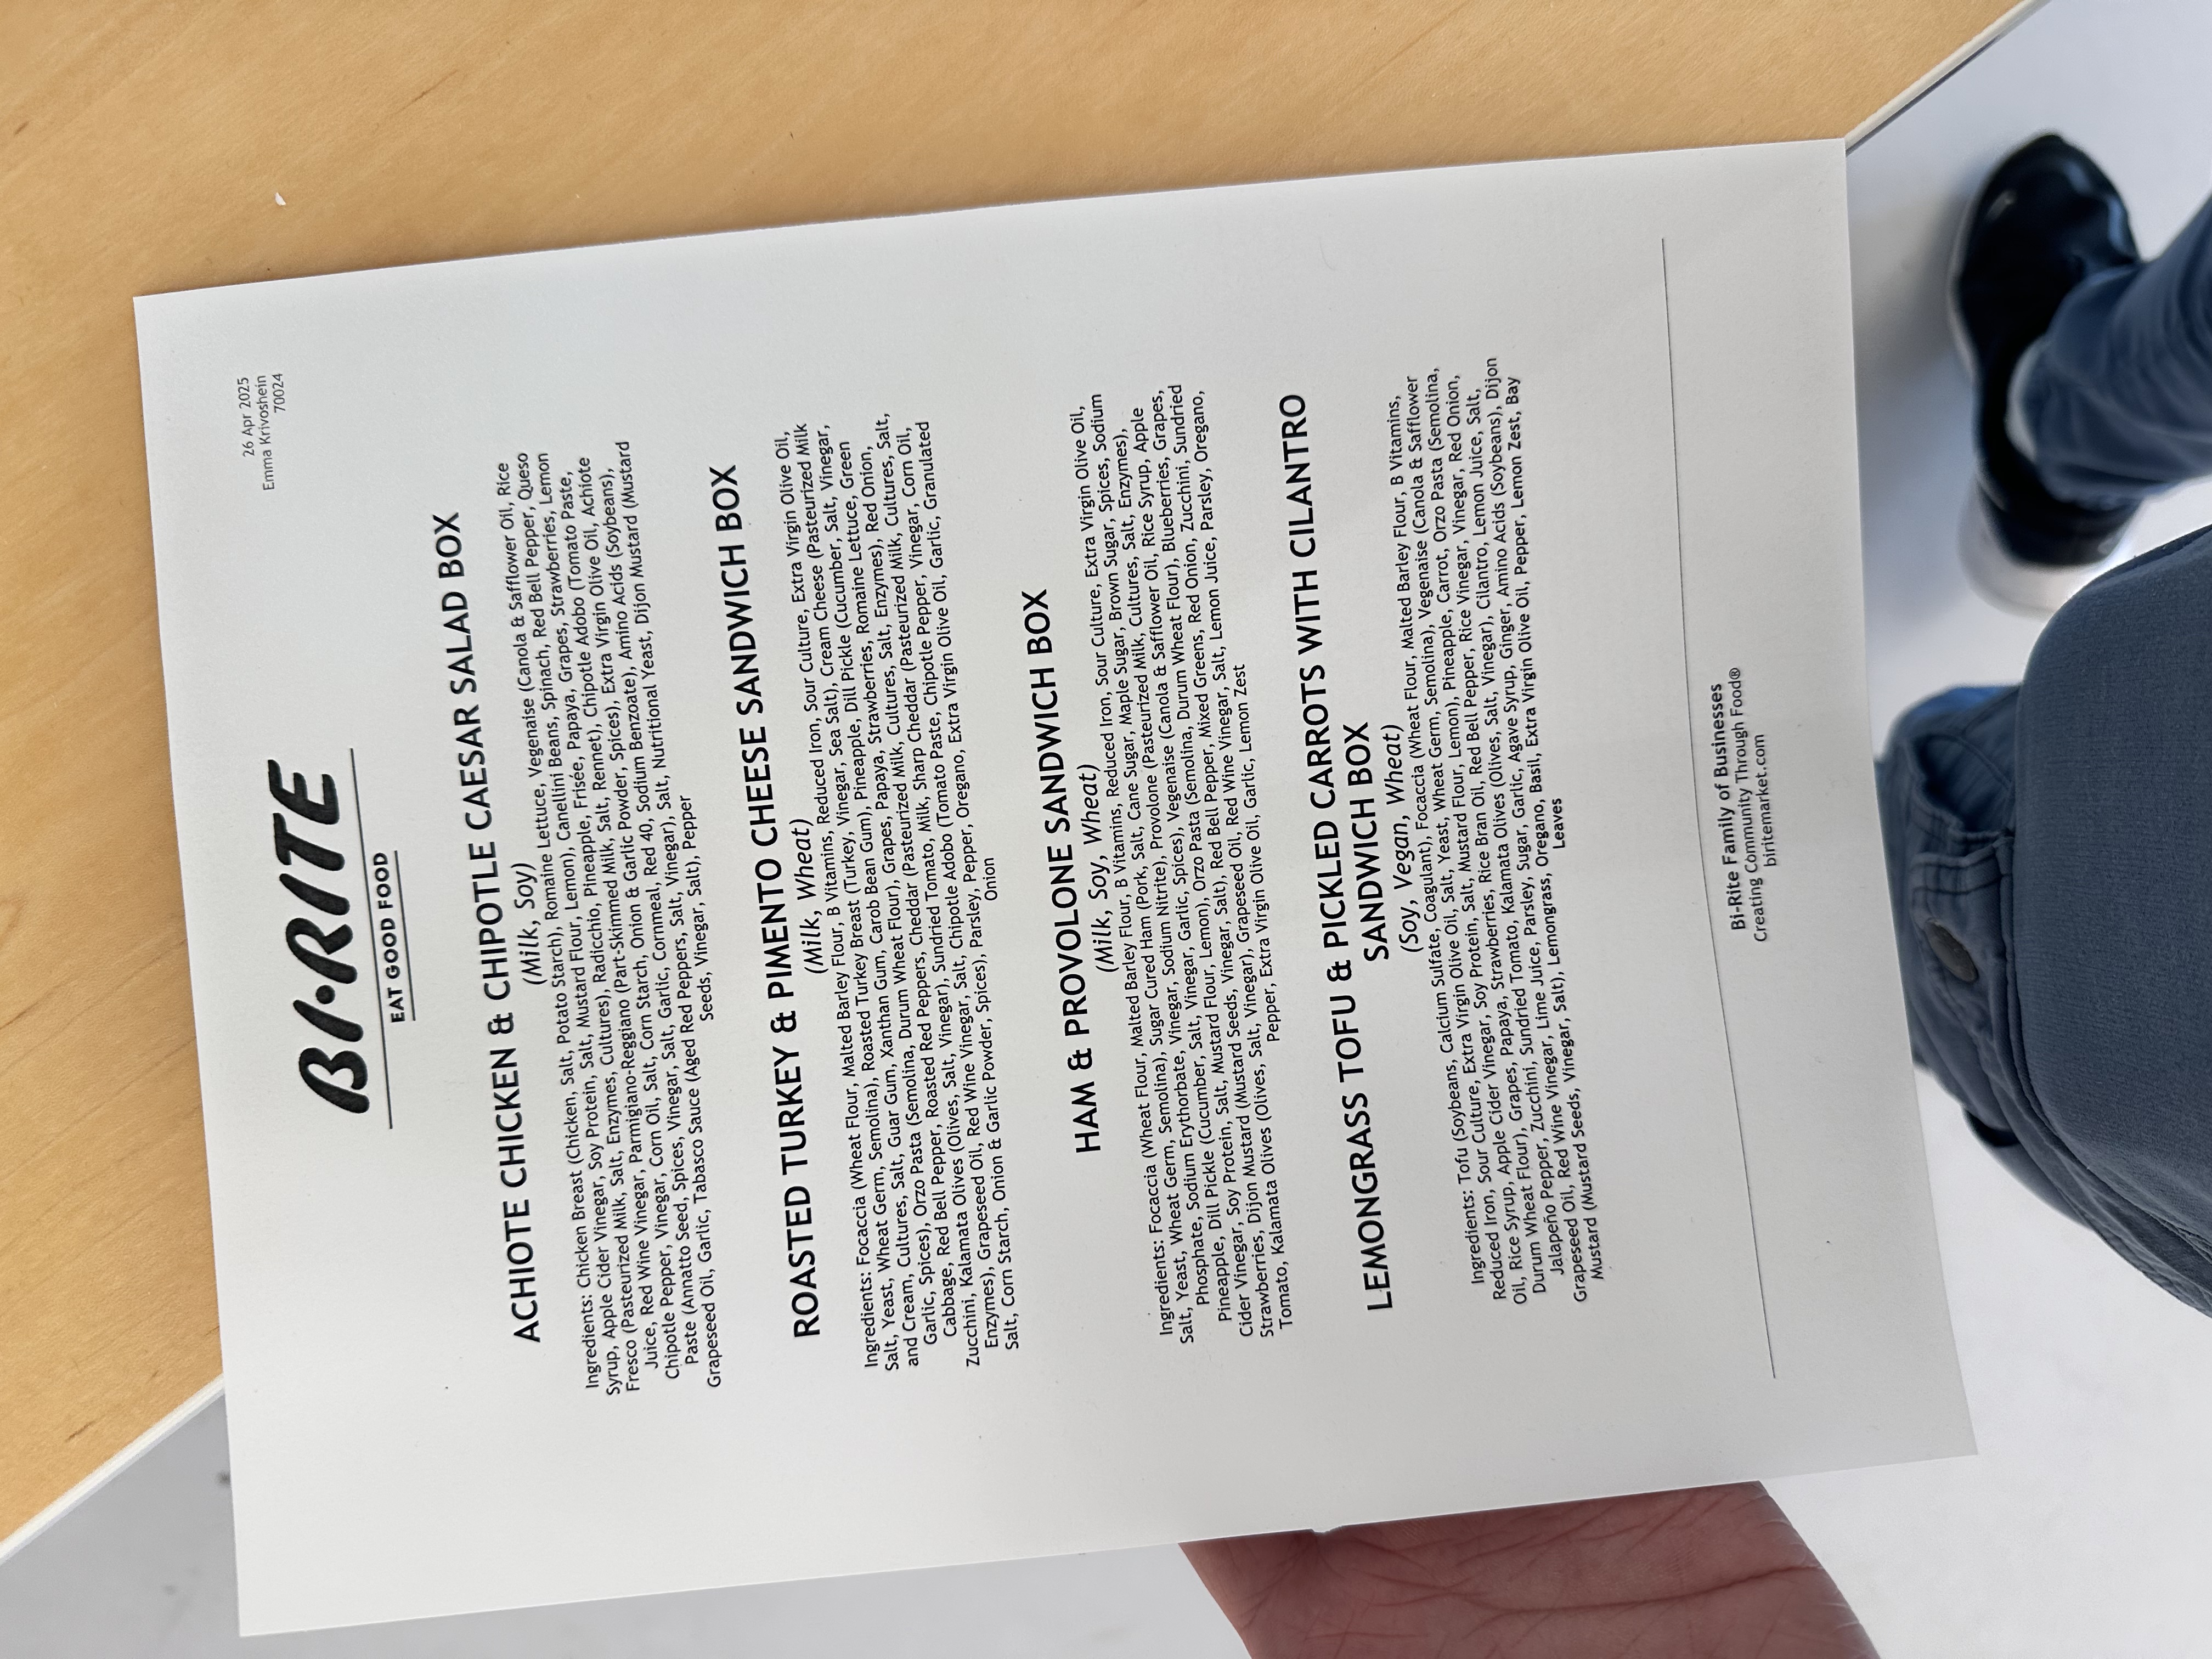 26 Apr 2025
Emma Krivoshein
70024
BI-RITE
EAT GOOD FOOD
ACHIOTE CHICKEN & CHIPOTLE CAESAR SALAD BOX
(Milk, Soy)
Ingredients: Chicken Breast (Chicken, Salt, Potato Starch), Romaine Lettuce, Vegenaise (Canola & Safflower Oil, Rice
Syrup, Apple Cider Vinegar, Soy Protein, Salt, Mustard Flour, Lemon), Canellini Beans, Spinach, Red Bell Pepper, Queso
Fresco (Pasteurized Milk, Salt, Enzymes, Cultures), Radicchio, Pineapple, Frisée, Papaya, Grapes, Strawberries, Lemon
Juice, Red Wine Vinegar, Parmigiano-Reggiano (Part-Skimmed Milk, Salt, Rennet), Chipotle Adobo (Tomato Paste,
Chipotle Pepper, Vinegar, Corn Oil, Salt, Corn Starch, Onion & Garlic Powder, Spices), Extra Virgin Olive Oil, Achiote
Paste (Annatto Seed, Spices, Vinegar, Salt, Garlic, Cornmeal, Red 40, Sodium Benzoate), Amino Acids (Soybeans),
Grapeseed Oil, Garlic, Tabasco Sauce (Aged Red Peppers, Salt, Vinegar), Salt, Nutritional Yeast, Dijon Mustard (Mustard
Seeds, Vinegar, Salt), Pepper
ROASTED TURKEY & PIMENTO CHEESE SANDWICH BOX
(Milk, Wheat)
Ingredients: Focaccia (Wheat Flour, Malted Barley Flour, B Vitamins, Reduced Iron, Sour Culture, Extra Virgin Olive Oil,
Salt, Yeast, Wheat Germ, Semolina), Roasted Turkey Breast (Turkey, Vinegar, Sea Salt), Cream Cheese (Pasteurized Milk
and Cream, Cultures, Salt, Guar Gum, Xanthan Gum, Carob Bean Gum), Pineapple, Dill Pickle (Cucumber, Salt, Vinegar,
Garlic, Spices), Orzo Pasta (Semolina, Durum Wheat Flour), Grapes, Papaya, Strawberries, Romaine Lettuce, Green
Cabbage, Red Bell Pepper, Roasted Red Peppers, Cheddar (Pasteurized Milk, Cultures, Salt, Enzymes), Red Onion,
Zucchini, Kalamata Olives (Olives, Salt, Vinegar), Sundried Tomato, Milk, Sharp Cheddar (Pasteurized Milk, Cultures, Salt,
Enzymes), Grapeseed Oil, Red Wine Vinegar, Salt, Chipotle Adobo (Tomato Paste, Chipotle Pepper, Vinegar, Corn Oil,
Salt, Corn Starch, Onion & Garlic Powder, Spices), Parsley, Pepper, Oregano, Extra Virgin Olive Oil, Garlic, Granulated
Onion
HAM & PROVOLONE SANDWICH BOX
(Milk, Soy, Wheat)
Ingredients: Focaccia (Wheat Flour, Malted Barley Flour, B Vitamins, Reduced Iron, Sour Culture, Extra Virgin Olive Oil,
Salt, Yeast, Wheat Germ, Semolina), Sugar Cured Ham (Pork, Salt, Cane Sugar, Maple Sugar, Brown Sugar, Spices, Sodium
Phosphate, Sodium Erythorbate, Vinegar, Sodium Nitrite), Provolone (Pasteurized Milk, Cultures, Salt, Enzymes),
Pineapple, Dill Pickle (Cucumber, Salt, Vinegar, Garlic, Spices), Vegenaise (Canola & Safflower Oil, Rice Syrup, Apple
Cider Vinegar, Soy Protein, Salt, Mustard Flour, Lemon), Orzo Pasta (Semolina, Durum Wheat Flour), Blueberries, Grapes,
Strawberries, Dijon Mustard (Mustard Seeds, Vinegar, Salt), Red Bell Pepper, Mixed Greens, Red Onion, Zucchini, Sundried
Tomato, Kalamata Olives (Olives, Salt, Vinegar), Grapeseed Oil, Red Wine Vinegar, Salt, Lemon Juice, Parsley, Oregano,
Pepper, Extra Virgin Olive Oil, Garlic, Lemon Zest
LEMONGRASS TOFU & PICKLED CARROTS WITH CILANTRO
SANDWICH BOX
(Soy, Vegan, Wheat)
Ingredients: Tofu (Soybeans, Calcium Sulfate, Coagulant), Focaccia (Wheat Flour, Malted Barley Flour, B Vitamins,
Reduced Iron, Sour Culture, Extra Virgin Olive Oil, Salt, Yeast, Wheat Germ, Semolina), Vegenaise (Canola & Safflower
Oil, Rice Syrup, Apple Cider Vinegar, Soy Protein, Salt, Mustard Flour, Lemon), Pineapple, Carrot, Orzo Pasta (Semolina,
Durum Wheat Flour), Grapes, Papaya, Strawberries, Rice Bran Oil, Red Bell Pepper, Rice Vinegar, Vinegar, Red Onion,
Jalapeño Pepper, Zucchini, Sundried Tomato, Kalamata Olives (Olives, Salt, Vinegar), Cilantro, Lemon Juice, Salt,
Grapeseed Oil, Red Wine Vinegar, Lime Juice, Parsley, Sugar, Garlic, Agave Syrup, Ginger, Amino Acids (Soybeans), Dijon
Mustard (Mustard Seeds, Vinegar, Salt), Lemongrass, Oregano, Basil, Extra Virgin Olive Oil, Pepper, Lemon Zest, Bay
Leaves
Bi-Rite Family of Businesses
Creating Community Through Food®
biritemarket.com